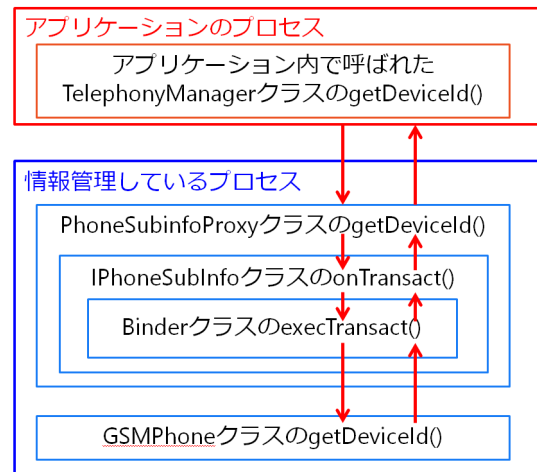 アプリケーションのプロセス
アプリケーション内で呼ばれた
TelephonyManagerクラスのgetDeviceId()
情報管理しているプロセス
PhoneSubinfoProxyクラスのgetDeviceId()
IPhoneSubInfoクラスのonTransact()
BinderクラスのexecTransact()
GSMPhoneクラスのgetDeviceId()